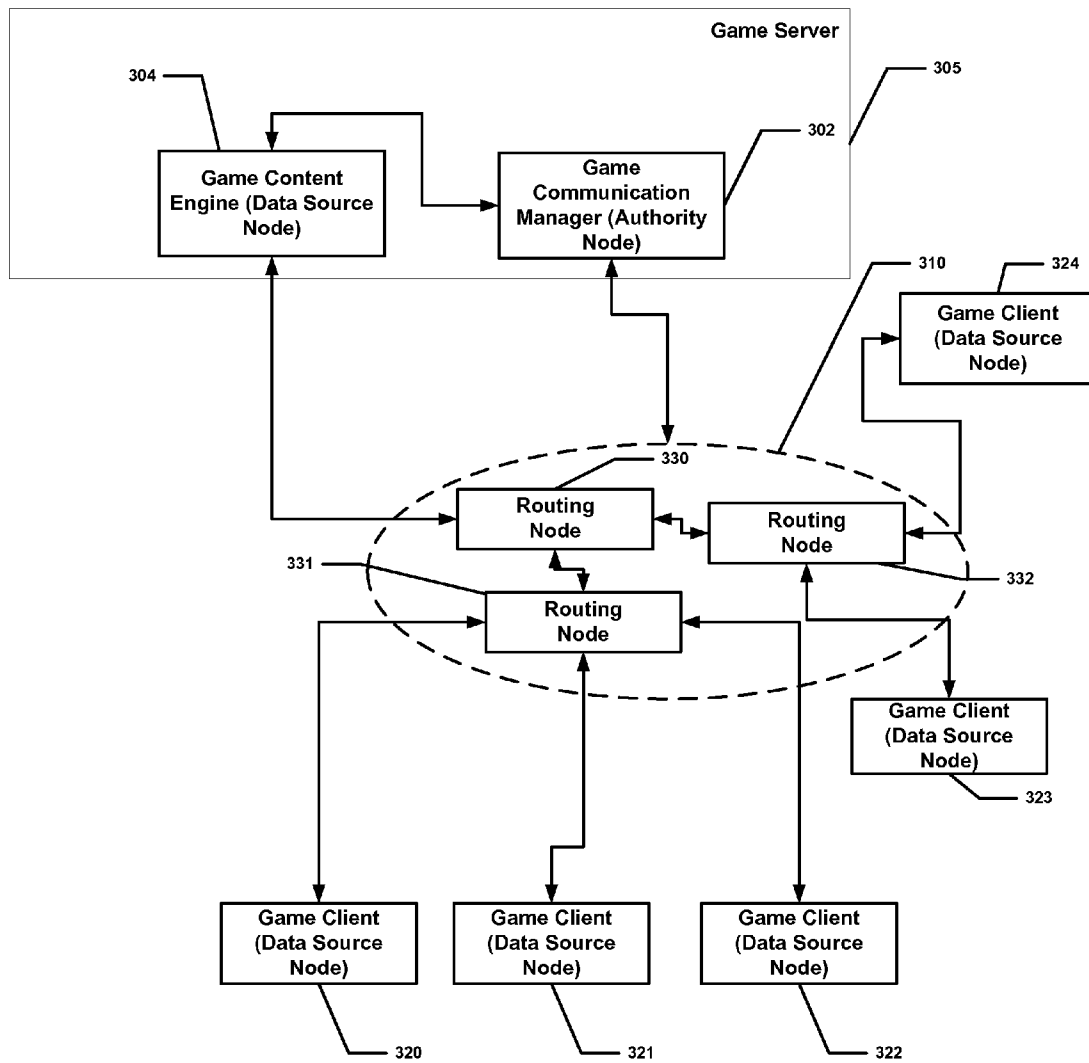 Game Server
304
305
302
Game Content
Engine (Data Source
Node)
Game
Communication
Manager (Authority
Node)
310
324
Game Client
(Data Source
Node)
330
Routing
Node
Routing
Node
331
332
Routing
Node
Game Client
(Data Source
Node)
323
Game Client
(Data Source
Node)
Game Client
(Data Source
Node)
Game Client
(Data Source
Node)
320
321
322